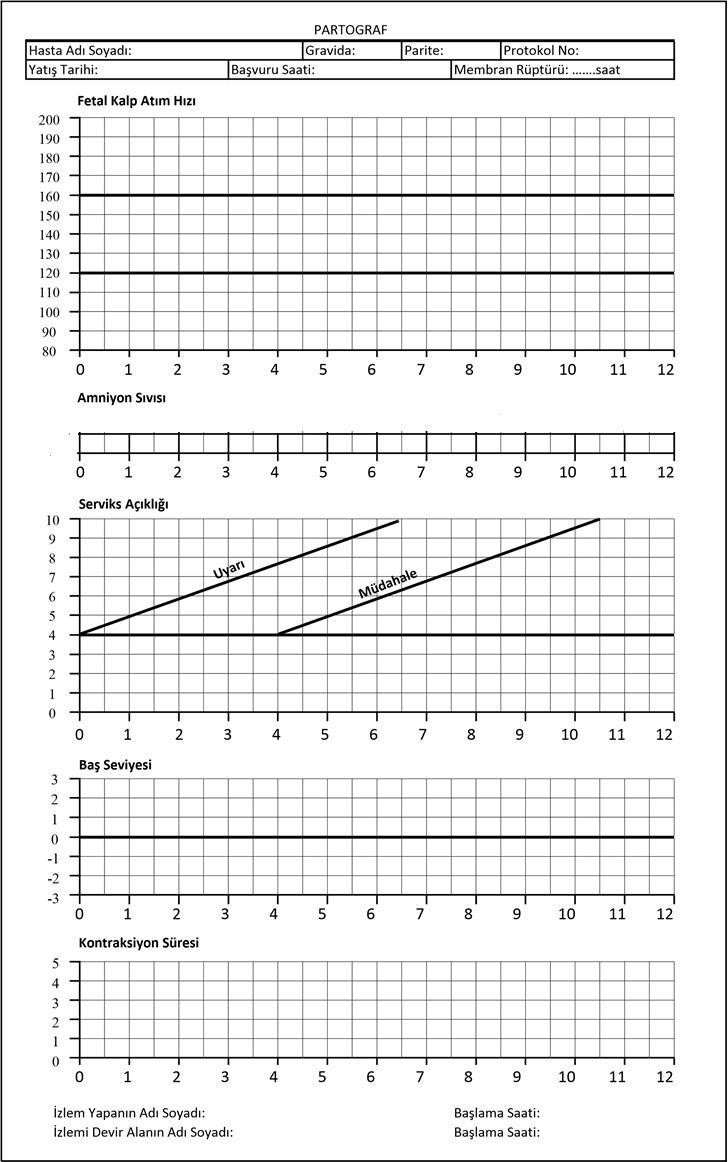 PARTOGRAF
Hasta Adı Soyadı: Gravida: Parite: Protokol No:
Yatış Tarihi: Başvuru Saati: Membran Rüptürü: …….saat
Fetal Kalp Atım Hızı
200
190
180
170
160
150
140
130
120
110
100
90
80
0 1 2 3 4 5 6 7 8 9 10 11 12
Amniyon Sıvısı
0 1 2 3 4 5 6 7 8 9 10 11 12
Serviks Açıklığı
10
9
8
7
6
5
4
3
2
1
0
Uyarı
Müdahale
0 1 2 3 4 5 6 7 8 9 10 11 12
Baş Seviyesi
3
2
1
0
-1
-2
-3
0 1 2 3 4 5 6 7 8 9 10 11 12
Kontraksiyon Süresi
5
4
3
2
1
0
0 1 2 3 4 5 6 7 8 9 10 11 12
İzlem Yapanın Adı Soyadı: Başlama Saati:
İzlemi Devir Alanın Adı Soyadı: Başlama Saati: